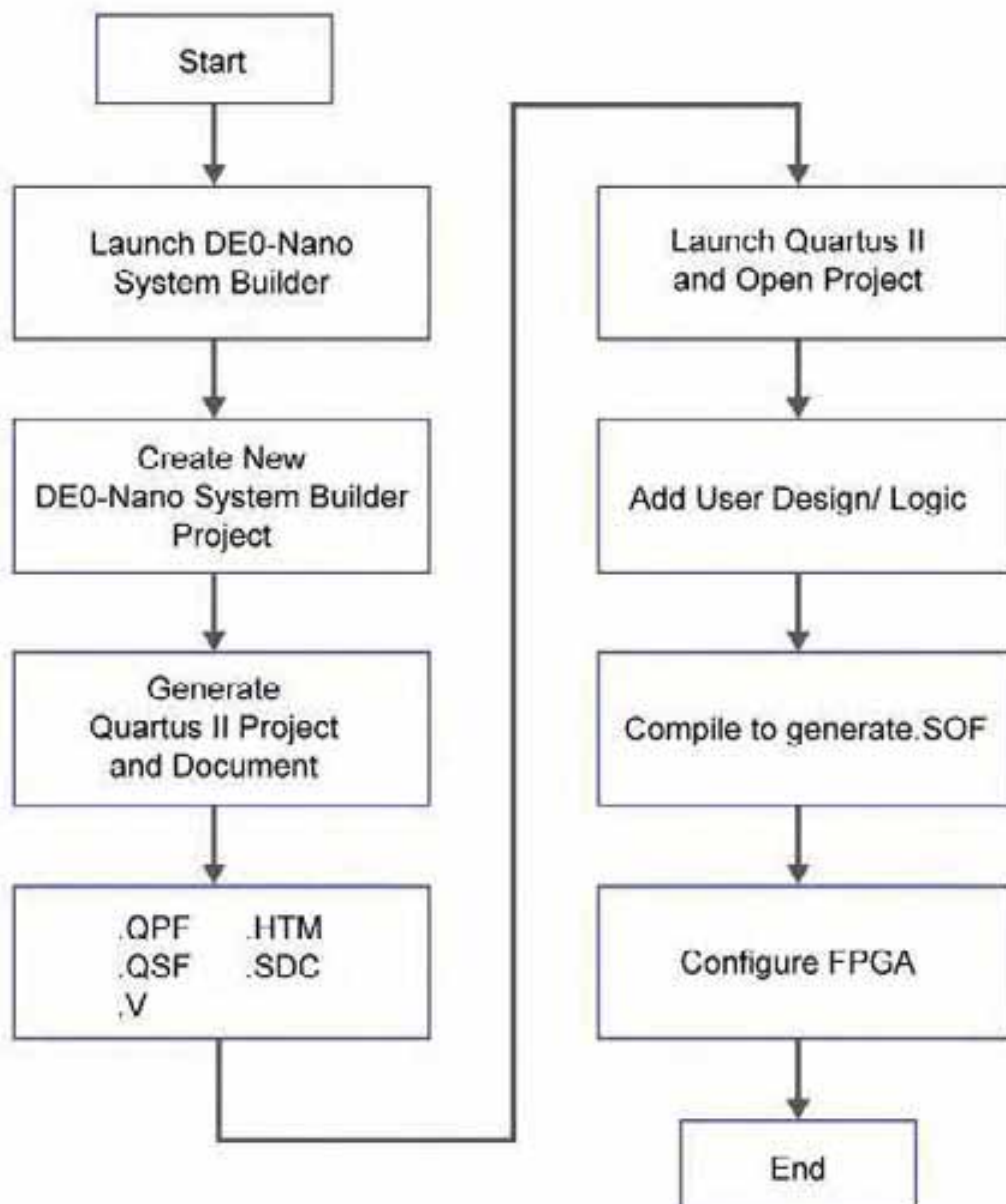 Start
Launch DE0-Nano
System Builder
Create New
DE0-Nano System Builder
Project
Generate
Quartus II Project
and Document
.QPF .HTM
.QSF .SDC
.V
Launch Quartus II
and Open Project
Add User Design/ Logic
Compile to generate.SOF
Configure FPGA
End